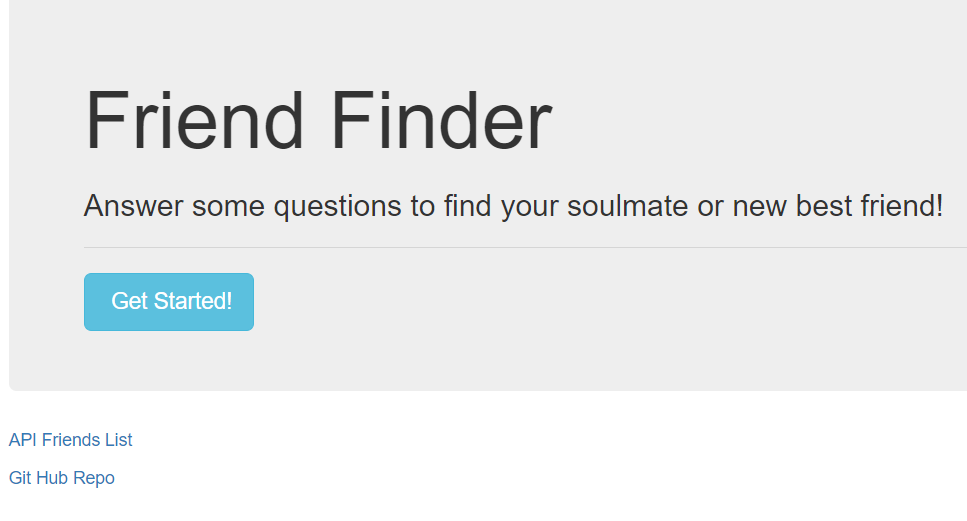 Friend Finder
Answer some questions to find your soulmate or new best friend!
Get Started!
API Friends List
Git Hub Repo